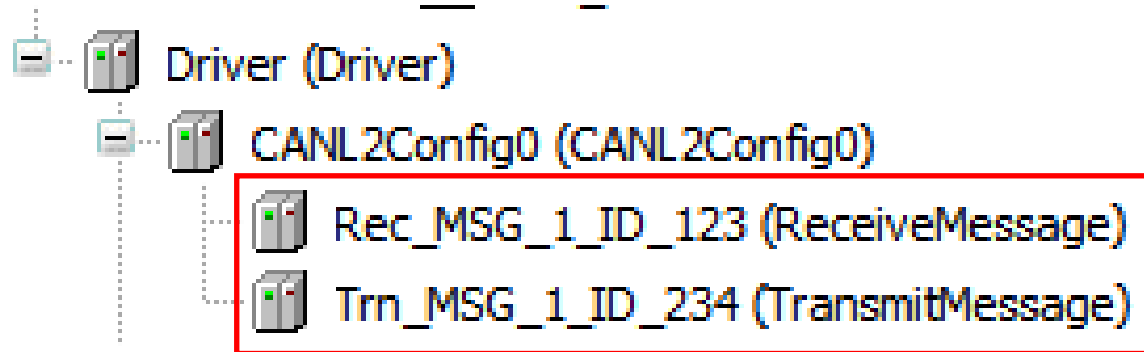 Driver (Driver)
CANL2Config0 (CANL2Config0)
Rec_MSG_1_ID_123 (ReceiveMessage)
Trn_MSG_1_ID_234 (TransmitMessage)